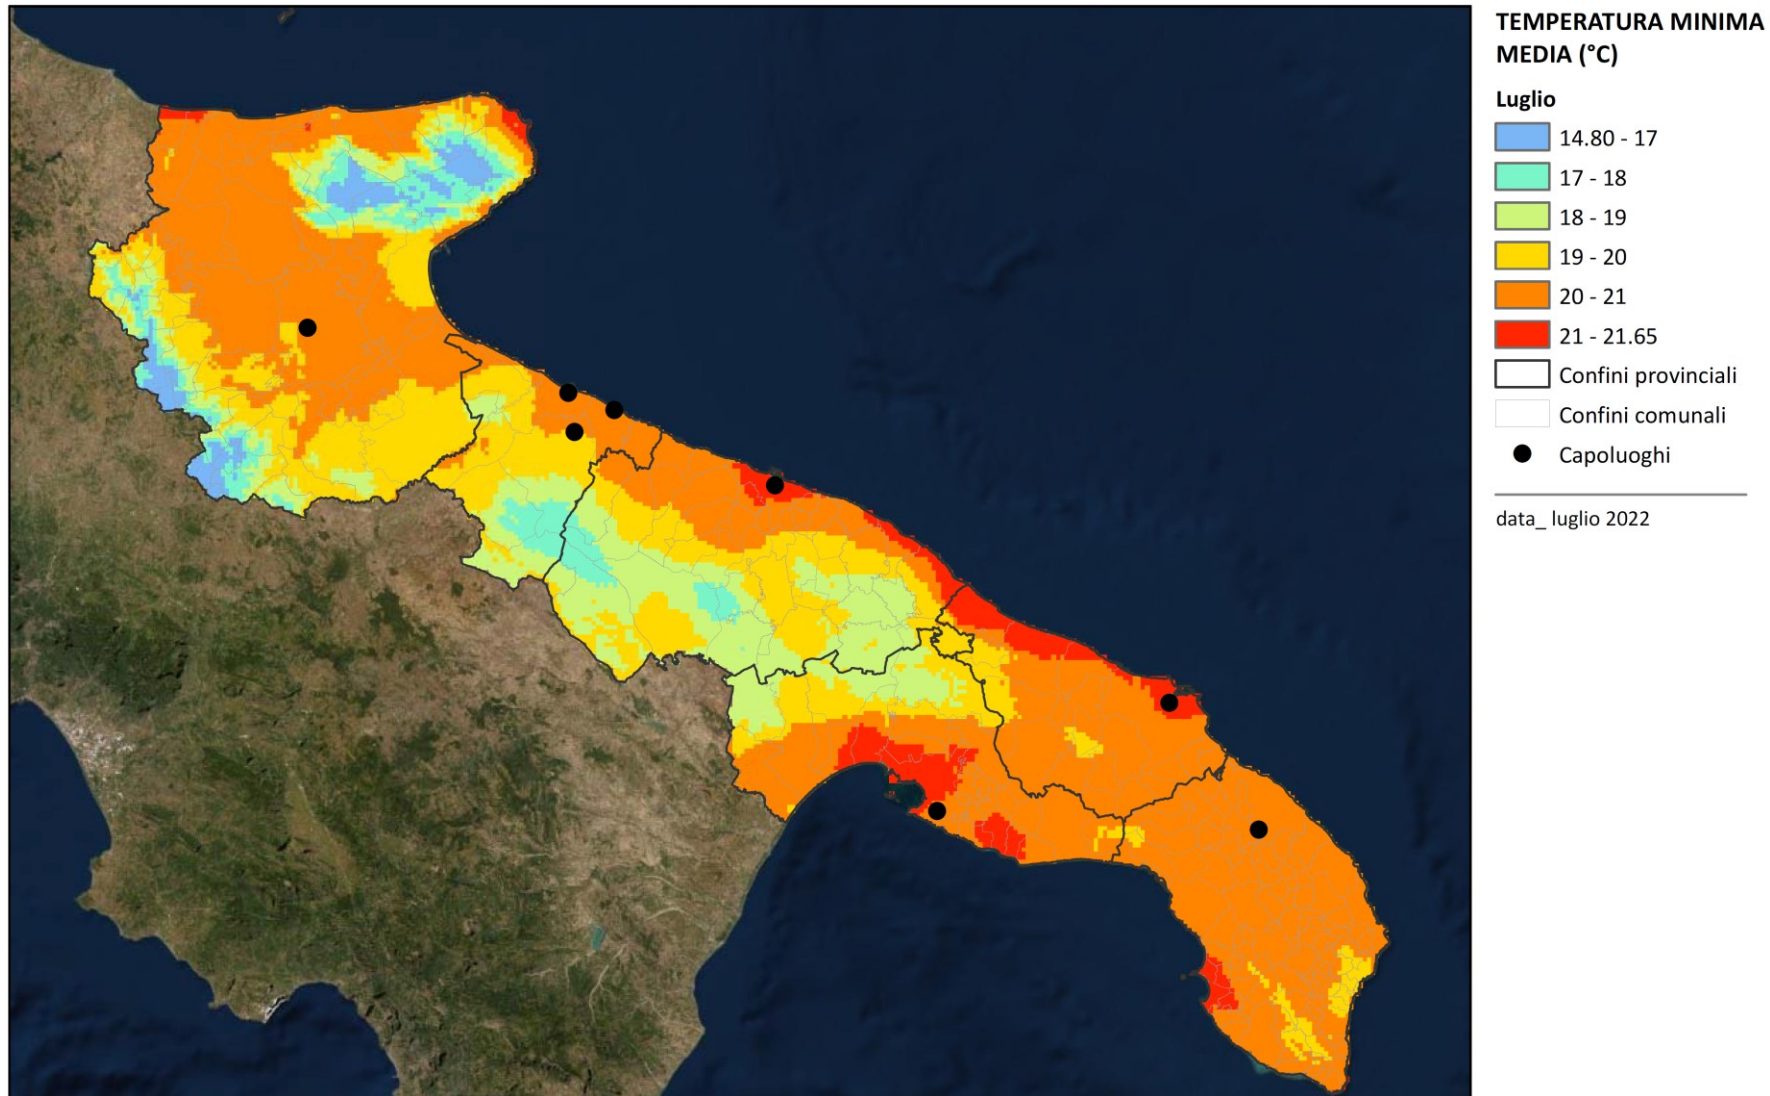 TEMPERATURA MINIMA
MEDIA (°C)
Luglio
14.80 - 17
17 - 18
18 - 19
19 - 20
20 - 21
21 - 21.65
Confini provinciali
Confini comunali
Capoluoghi
data_ luglio 2022